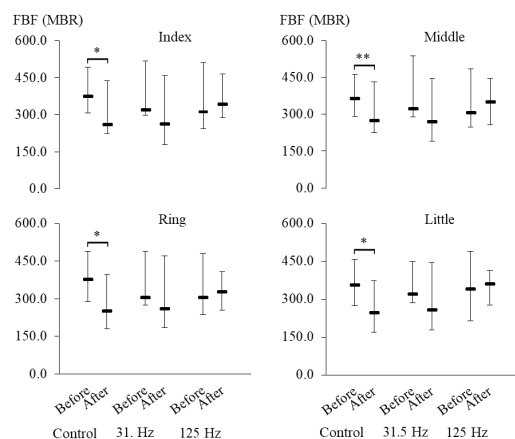 FBF (MBR)
Index
600.0
450.0
300.0
150.0
0.0
*
FBF (MBR)
Middle
600.0
450.0
300.0
150.0
0.0
**
Ring
600.0
450.0
300.0
150.0
0.0
*
Before After Before After Before After
Control 31. Hz 125 Hz
Little
600.0
450.0
300.0
150.0
0.0
*
Before After Before After Before After
Control 31.5 Hz 125 Hz